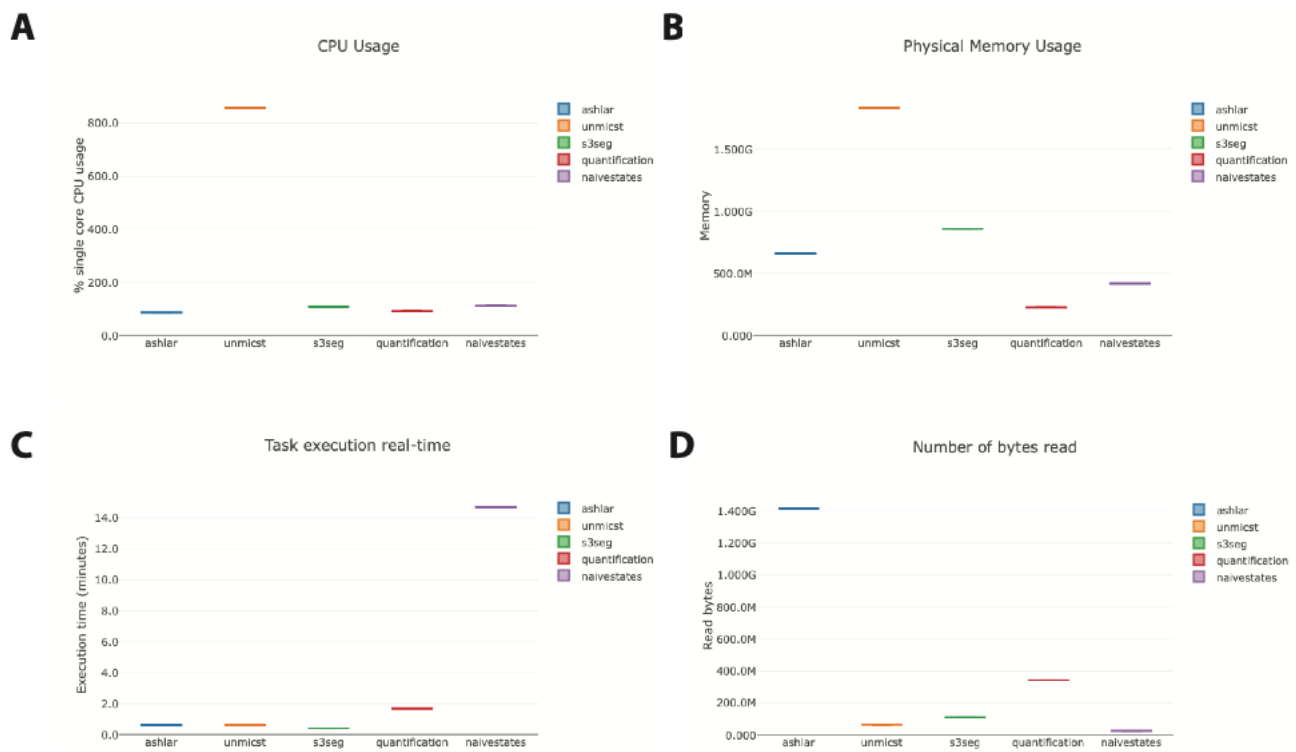 A
CPU Usage
% single core CPU usage
800.0
600.0
400.0
200.0
0.0
ashlar
unmicst
s3seg
quantification
naivestates
ashlar
unmicst
s3seg
quantification
naivestates
B
Physical Memory Usage
Memory
1.500G
1.000G
500.0M
0.000
ashlar
unmicst
s3seg
quantification
naivestates
ashlar
unmicst
s3seg
quantification
naivestates
C
Task execution real-time
Execution time (minutes)
14.0
12.0
10.0
8.0
6.0
4.0
2.0
0.0
ashlar
unmicst
s3seg
quantification
naivestates
ashlar
unmicst
s3seg
quantification
naivestates
D
Number of bytes read
Read bytes
1.400G
1.200G
1.000G
800.0M
600.0M
400.0M
200.0M
0.000
ashlar
unmicst
s3seg
quantification
naivestates
ashlar
unmicst
s3seg
quantification
naivestates